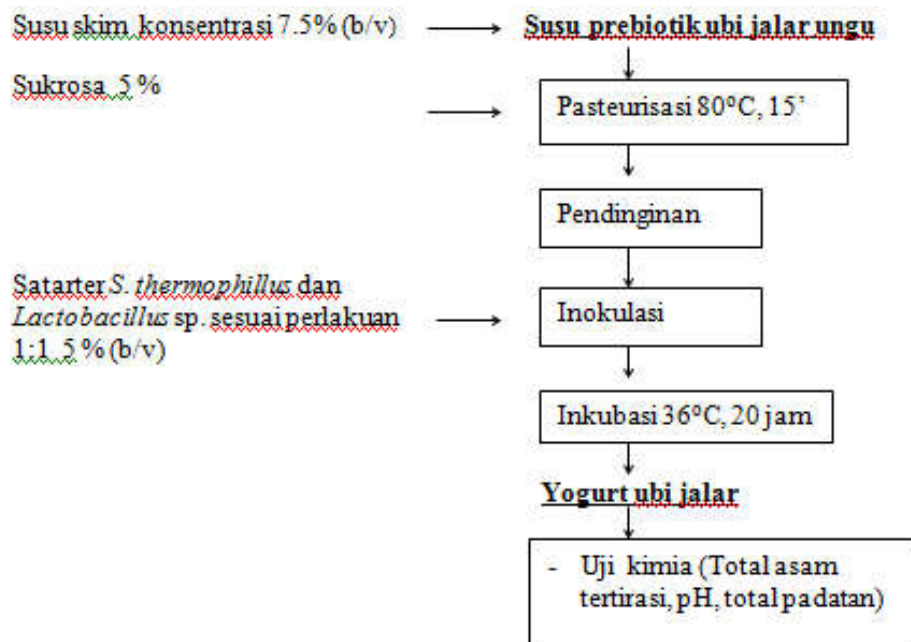 Susu skim konsentrasi 7.5% (b/v)
Susu prebiotik ubi jalar ungu
Sukrosa 5 %
Pasteurisasi 80⁰C, 15’
Pendinginan
Satarter S. thermophillus dan
Lactobacillus sp. sesuai perlakuan
1:1 5 % (b/v)
Inokulasi
Inkubasi 36⁰C, 20 jam
Yogurt ubi jalar
- Uji kimia (Total asam
tertirasi, pH, total padatan)